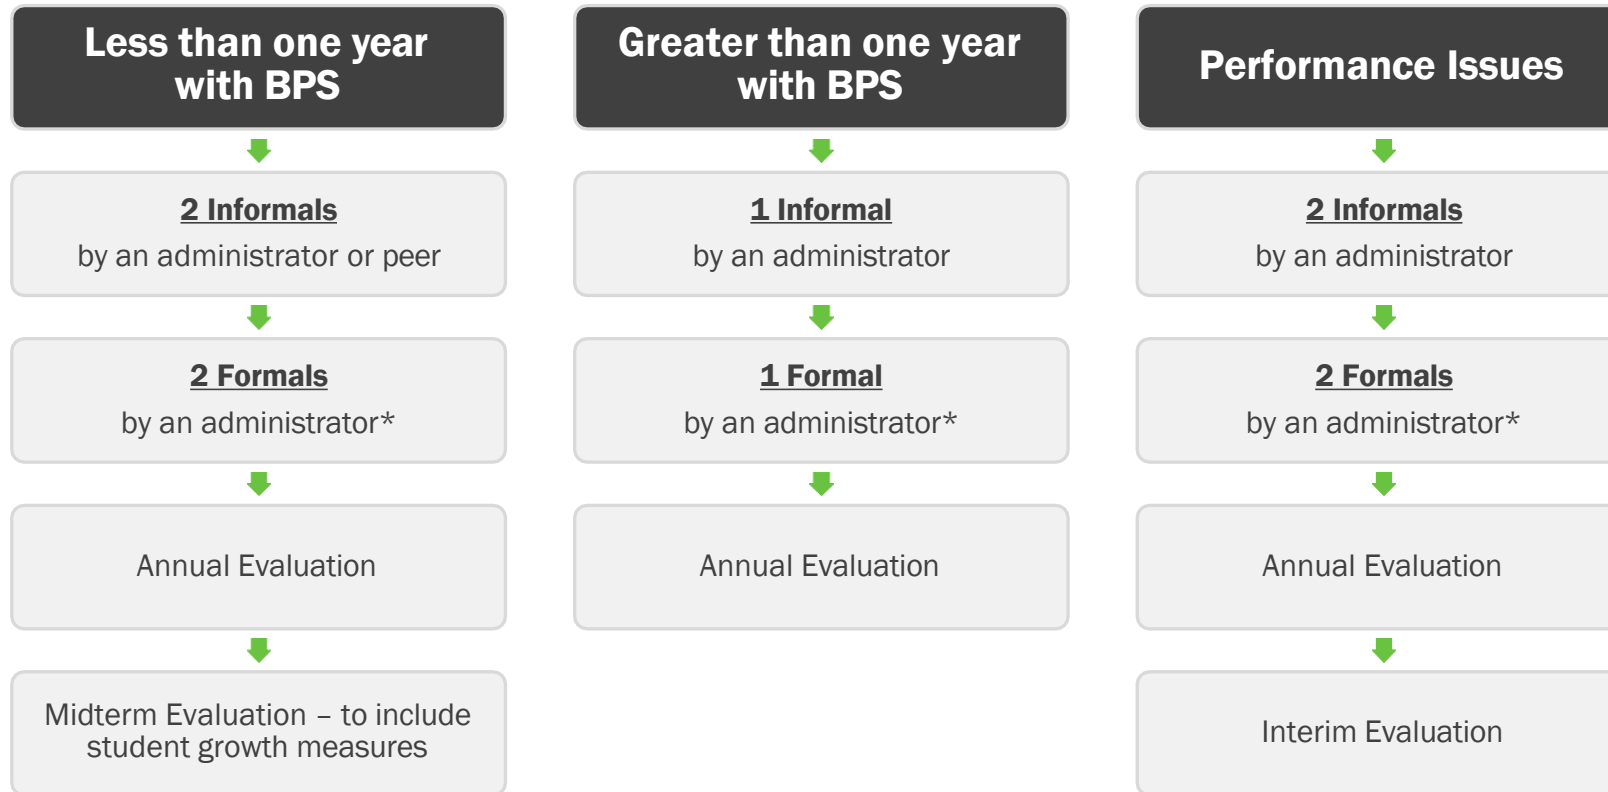 Less than one year
with BPS
2 Informals
by an administrator or peer
2 Formals
by an administrator*
Annual Evaluation
Midterm Evaluation – to include
student growth measures
Greater than one year
with BPS
1 Informal
by an administrator
1 Formal
by an administrator*
Annual Evaluation
Performance Issues
2 Informals
by an administrator
2 Formals
by an administrator*
Annual Evaluation
Interim Evaluation